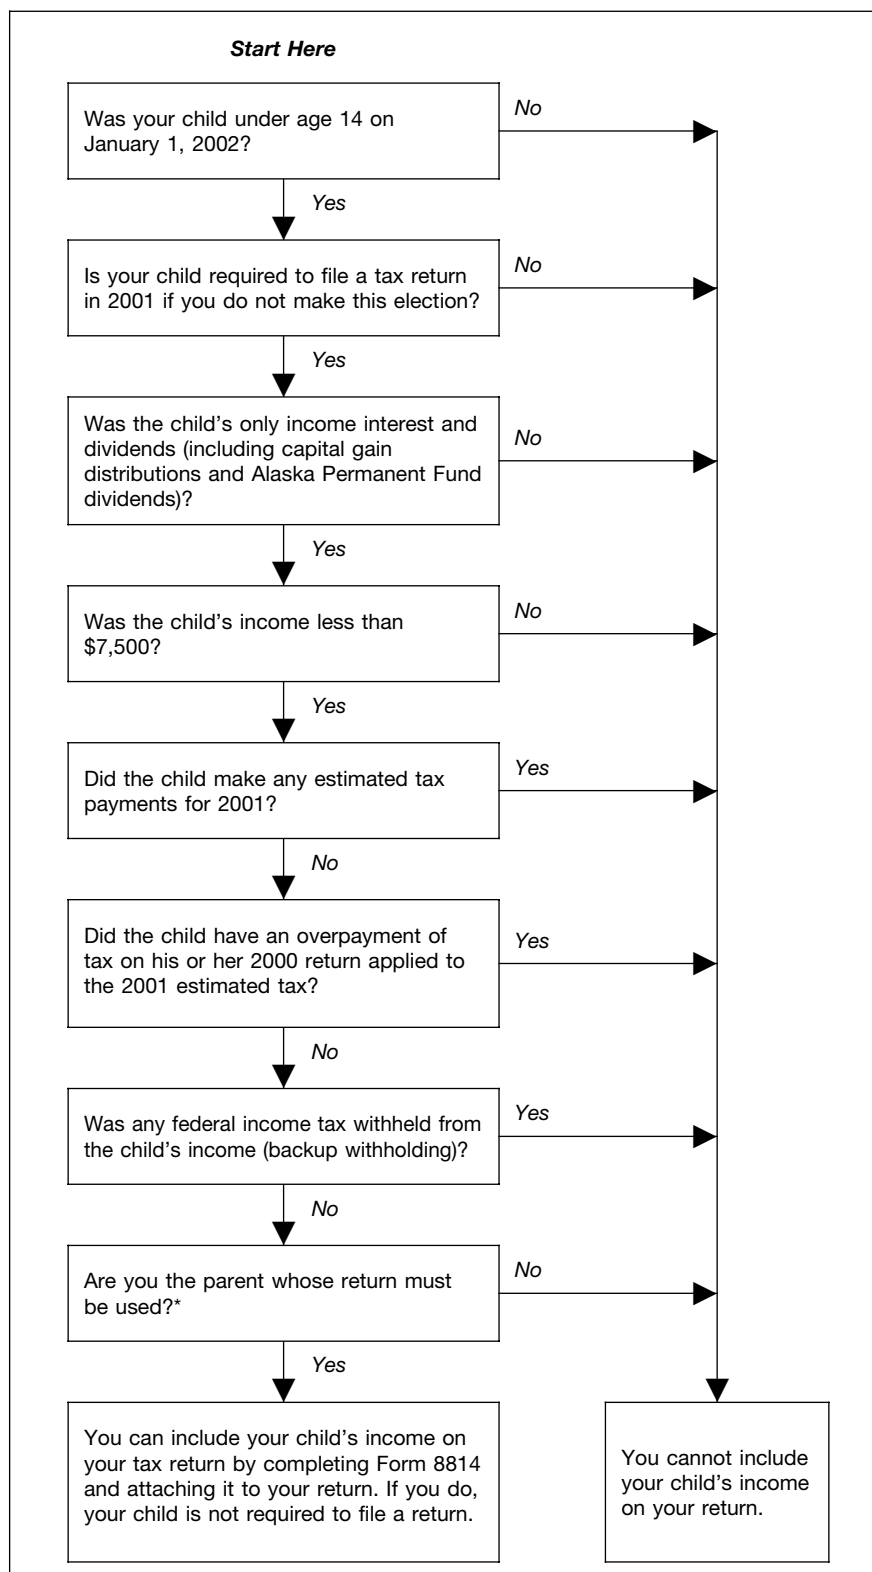 Start Here
Was your child under age 14 on
January 1, 2002?
No
Yes
Is your child required to file a tax return
in 2001 if you do not make this election?
No
Yes
Was the child's only income interest and
dividends (including capital gain
distributions and Alaska Permanent Fund
dividends)?
No
Yes
Was the child's income less than
$7,500?
No
Yes
Did the child make any estimated tax
payments for 2001?
Yes
No
Did the child have an overpayment of
tax on his or her 2000 return applied to
the 2001 estimated tax?
Yes
No
Was any federal income tax withheld from
the child's income (backup withholding)?
Yes
No
Are you the parent whose return must
be used?*
No
Yes
You can include your child's income on
your tax return by completing Form 8814
and attaching it to your return. If you do,
your child is not required to file a return.
You cannot include
your child's income
on your return.